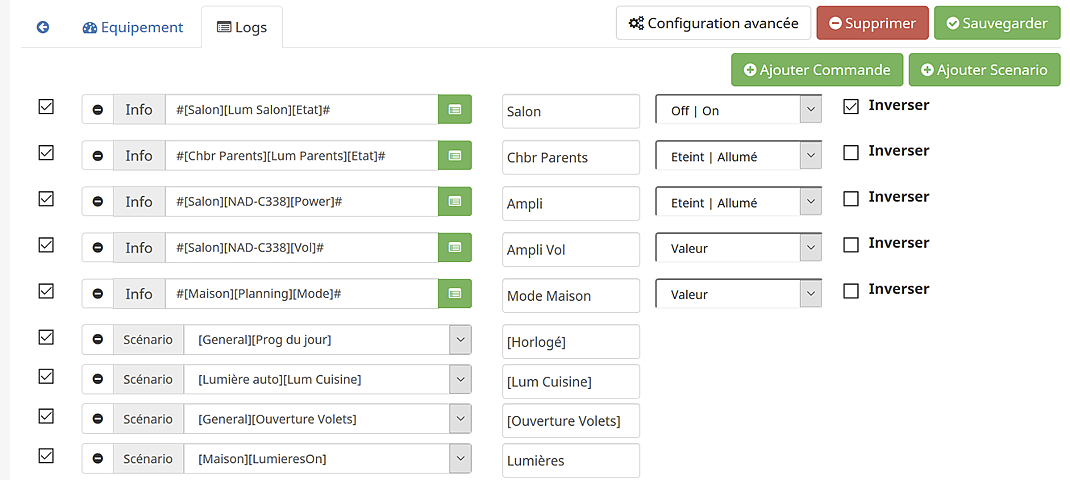 Equipement Logs Configuration avancée Supprimer Sauvegarder
Ajouter Commande Ajouter Scenario
Info #[Salon][Lum Salon][Etat]# Salon Off | On Inverser
Info #[Chbr Parents][Lum Parents][Etat]# Chbr Parents Eteint | Allumé Inverser
Info #[Salon][NAD-C338][Power]# Ampli Eteint | Allumé Inverser
Info #[Salon][NAD-C338][Vol]# Ampli Vol Valeur Inverser
Info #[Maison][Planning][Mode]# Mode Maison Valeur Inverser
Scénario [General][Prog du jour] [Horlogé]
Scénario [Lumière auto][Lum Cuisine] [Lum Cuisine]
Scénario [General][Ouverture Volets] [Ouverture Volets]
Scénario [Maison][LumieresOn] Lumières